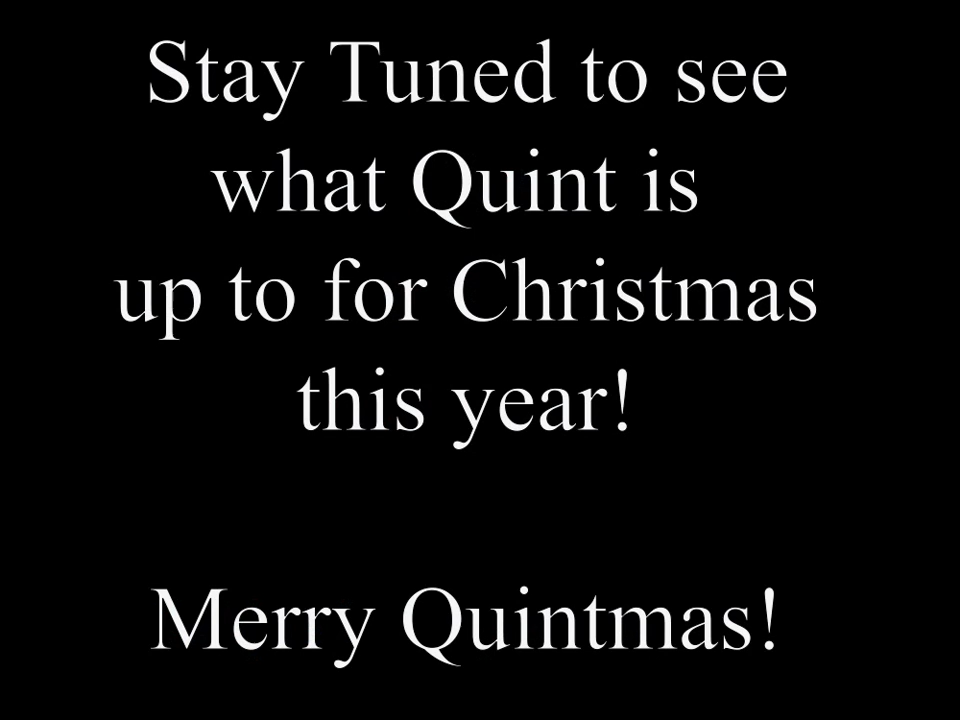 Stay Tuned to see
what Quint is
up to for Christmas
this year!
Merry Quintmas!